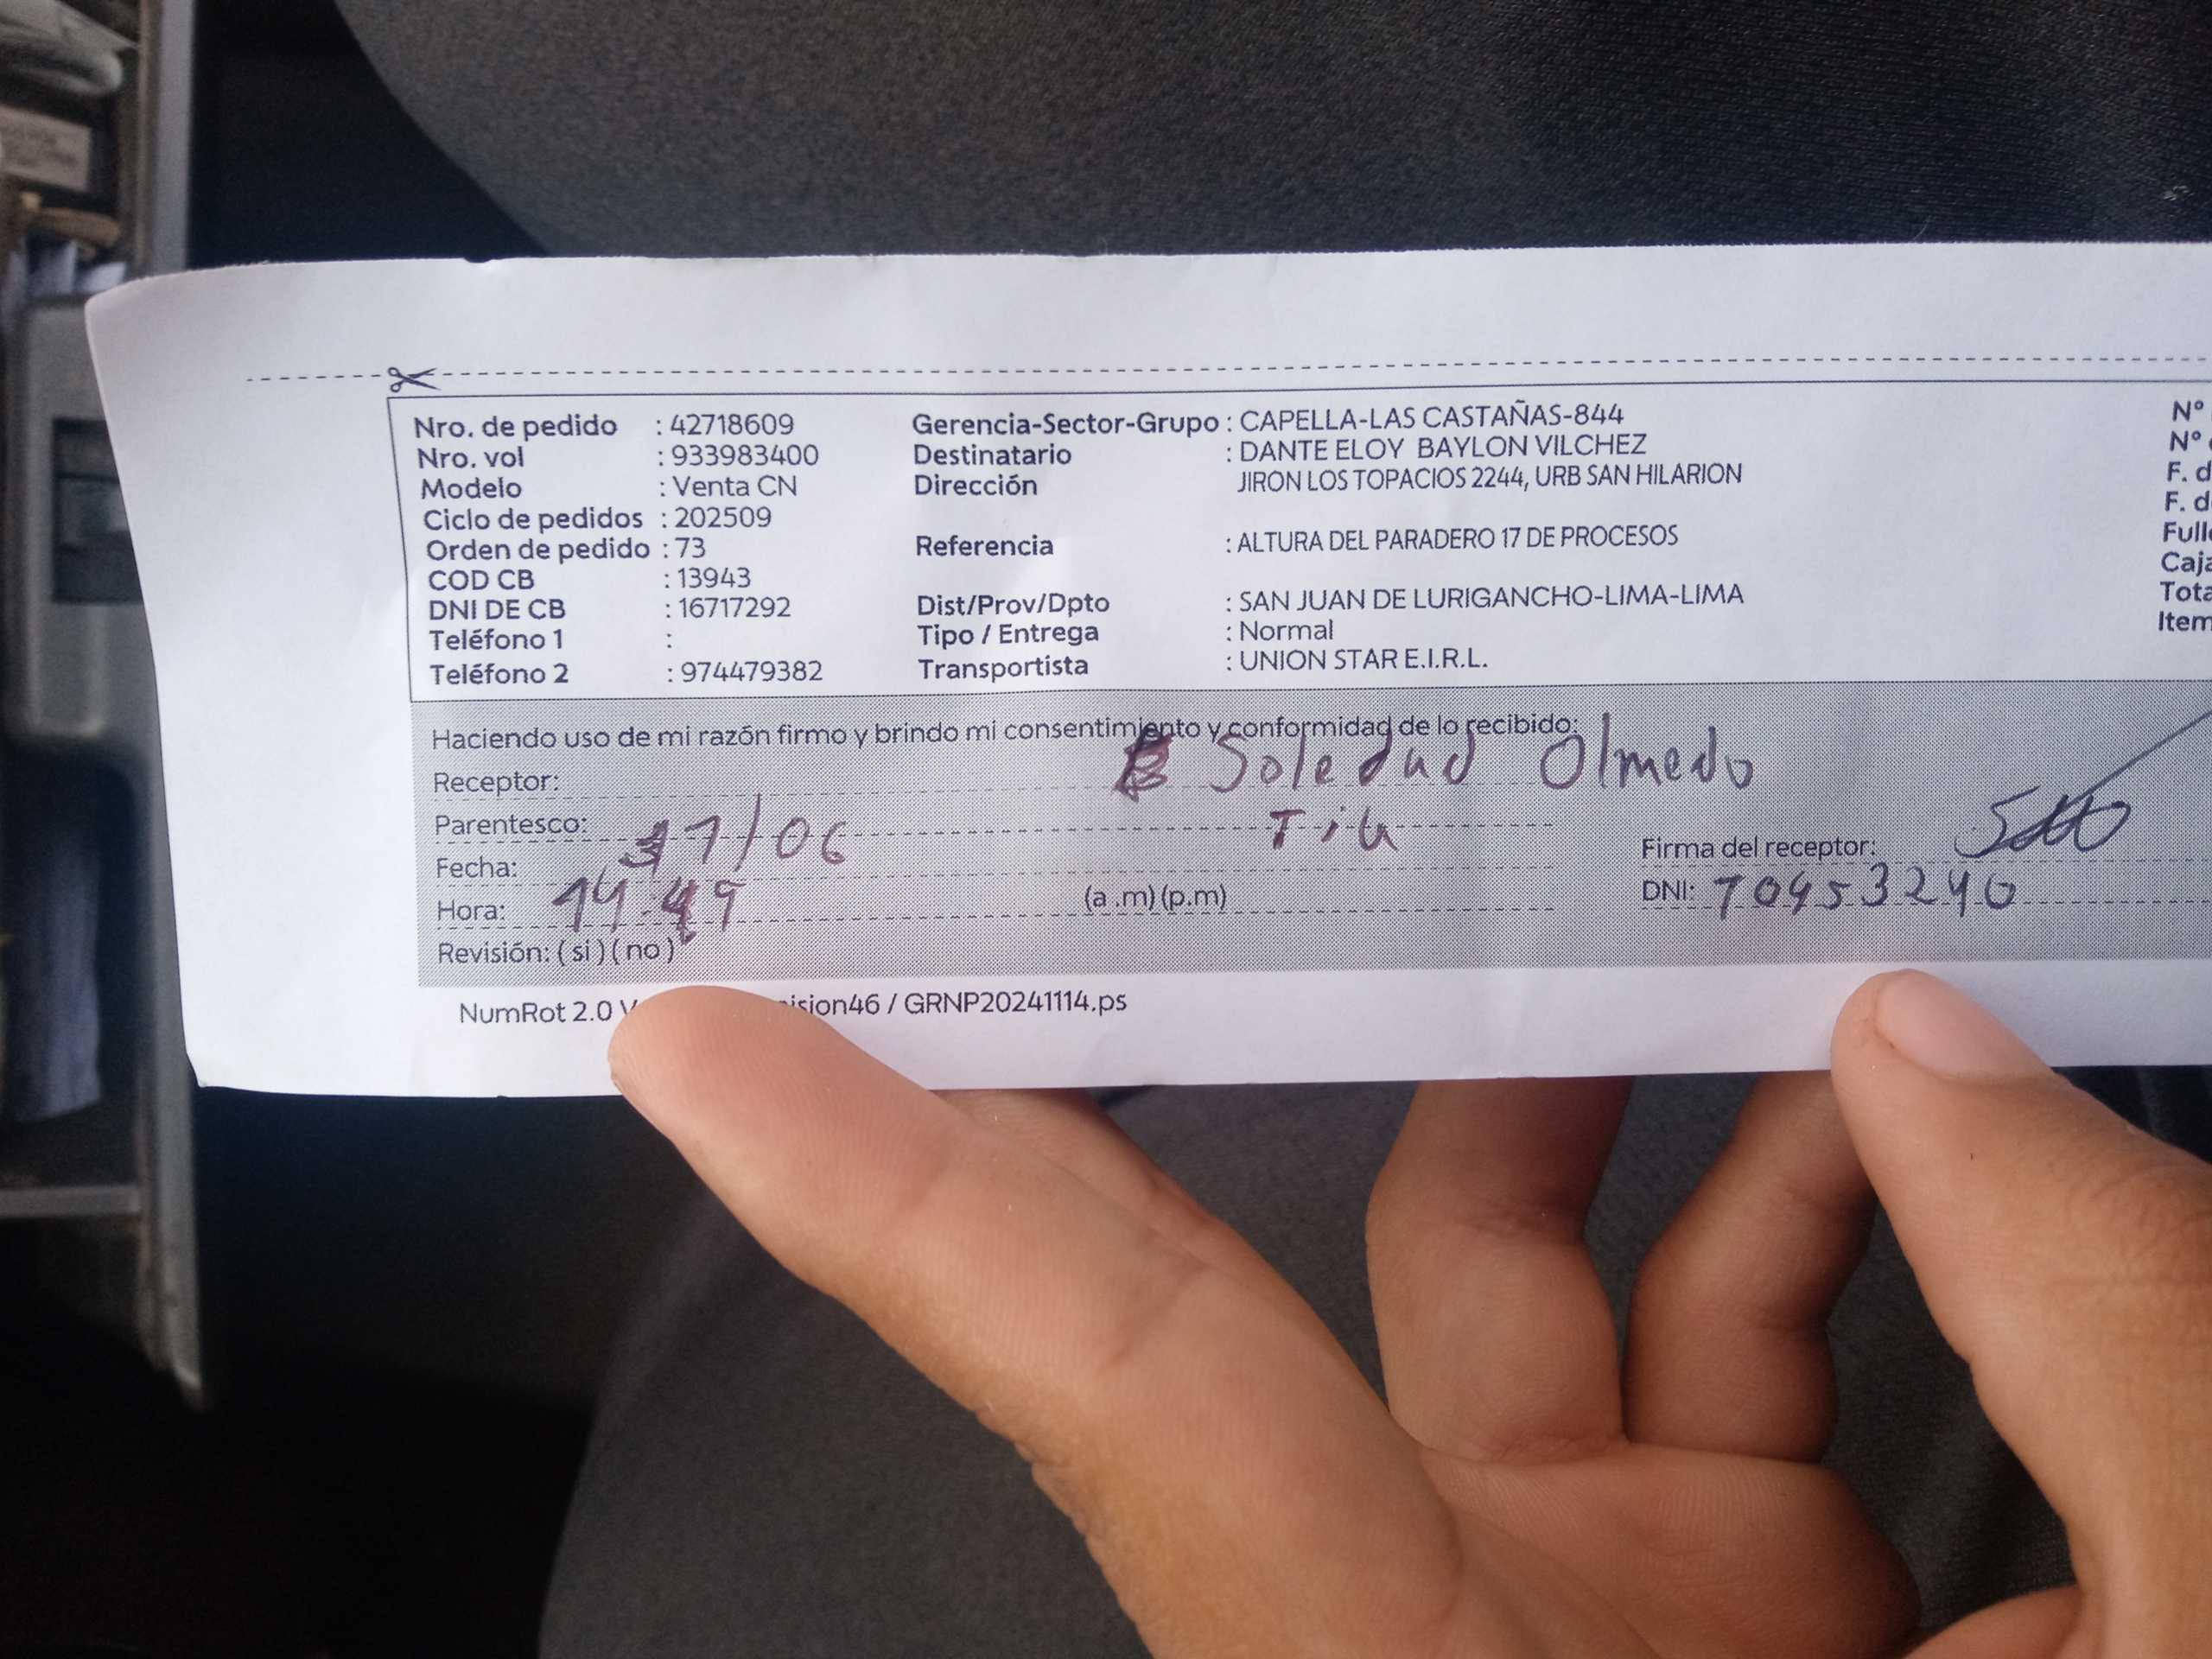 Nro. de pedido : 42718609
Nro. vol : 933983400
Modelo : Venta CN
Ciclo de pedidos : 202509
Orden de pedido : 73
COD CB : 13943
DNI DE CB : 16717292
Teléfono 1 :
Teléfono 2 : 974479382
Gerencia-Sector-Grupo : CAPELLA-LAS CASTAÑAS-844
Destinatario : DANTE ELOY BAYLON VILCHEZ
Dirección JIRON LOS TOPACIOS 2244, URB SAN HILARION
Referencia : ALTURA DEL PARADERO 17 DE PROCESOS
Dist/Prov/Dpto : SAN JUAN DE LURIGANCHO-LIMA-LIMA
Tipo / Entrega : Normal
Transportista : UNION STAR E.I.R.L.
N°
N°
F. d
F. d
Caja
Tota
Item
Haciendo uso de mi razón firmo y brindo mi consentimiento y conformidad de lo recibido:
Receptor: Soledad Olmedo
Parentesco: Tia
Fecha: 17/06
Hora: 14:49 (a.m)(p.m)
Revisión: (si)(no)
Firma del receptor:
DNI: 70453240
NumRot 2.0 ision46 / GRNP20241114.ps